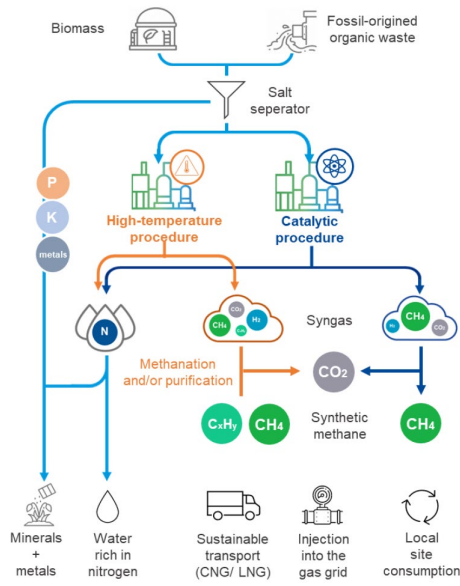 Biomass
Fossil-origined
organic waste
Salt
seperator
P
K
metals
High-temperature
procedure
Catalytic
procedure
N
CO₂
CH₄
H₂
CH₄
H₂
CO₂
Syngas
Methanation
and/or purification
CO₂
Synthetic
methane
CxHy
CH₄
CH₄
Minerals
+
metals
Water
rich in
nitrogen
Sustainable
transport
(CNG/ LNG)
Injection
into the
gas grid
Local
site
consumption